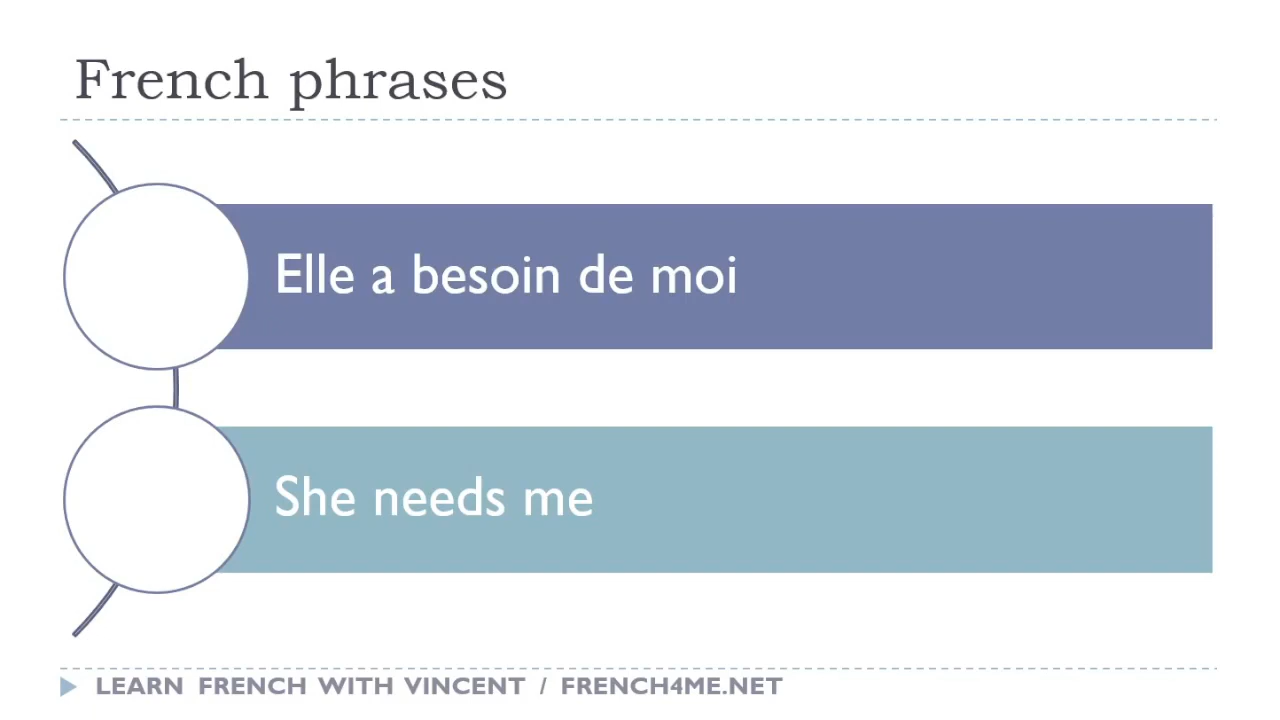 French phrases
Elle a besoin de moi
She needs me
LEARN FRENCH WITH VINCENT / FRENCH4ME.NET